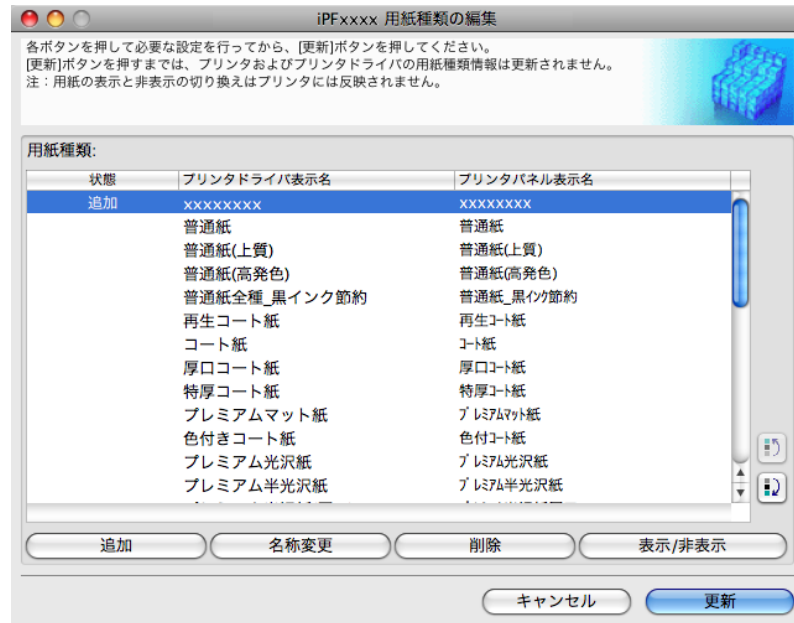 iPFxxxx 用紙種類の編集
各ボタンを押して必要な設定を行ってから、[更新]ボタンを押してください。
[更新]ボタンを押すまでは、プリンタおよびプリンタドライバの用紙種類情報は更新されません。
注：用紙の表示と非表示の切り換えはプリンタには反映されません。
用紙種類:
状態 プリンタドライバ表示名 プリンタパネル表示名
追加 xxxxxxxx xxxxxxxx
普通紙 普通紙
普通紙(上質) 普通紙(上質)
普通紙(高発色) 普通紙(高発色)
普通紙全種_黒インク節約 普通紙_黒ｲﾝｸ節約
再生コート紙 再生ｺｰﾄ紙
コート紙 ｺｰﾄ紙
厚口コート紙 厚口ｺｰﾄ紙
特厚コート紙 特厚ｺｰﾄ紙
プレミアムマット紙 ﾌﾟﾚﾐｱﾑﾏｯﾄ紙
色付きコート紙 色付ｺｰﾄ紙
プレミアム光沢紙 ﾌﾟﾚﾐｱﾑ光沢紙
プレミアム半光沢紙 ﾌﾟﾚﾐｱﾑ半光沢紙
追加 名称変更 削除 表示/非表示
キャンセル 更新